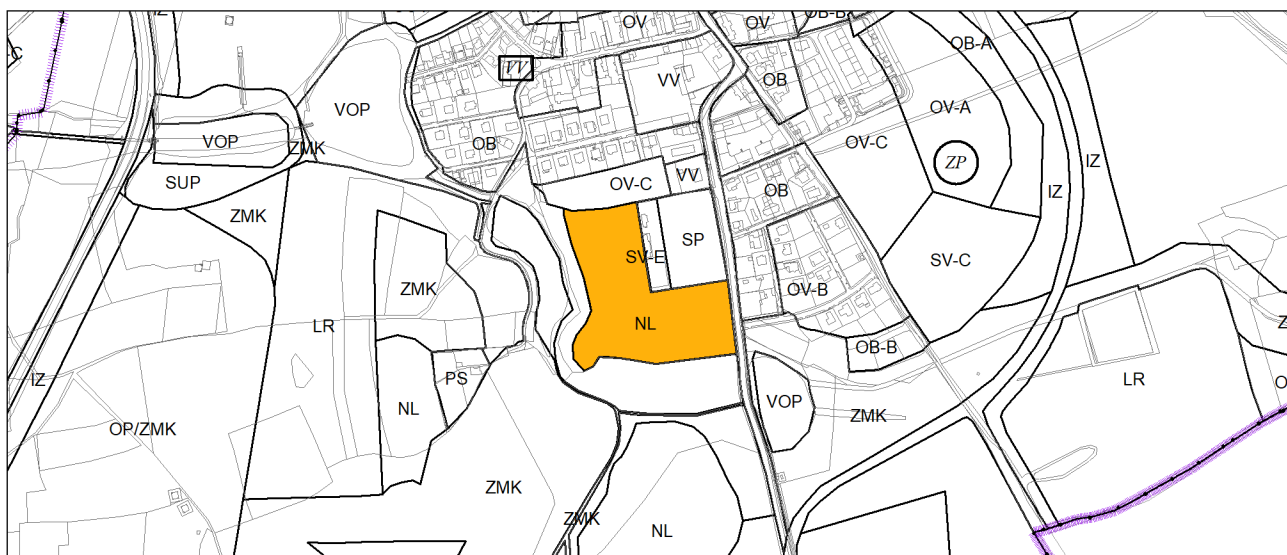 IZ
OV
OV
OB-B
OB-A
C
VV
VV
OB
VOP
OV-A
VOP
ZMK
OB
OV-C
ZP
IZ
SUP
OV-C
VV
OB
IZ
ZMK
SP
SV-E
SV-C
ZMK
OV-B
LR
NL
OB-B
PS
IZ
LR
NL
VOP
ZMK
OP/ZMK
ZMK
ZMK
NL